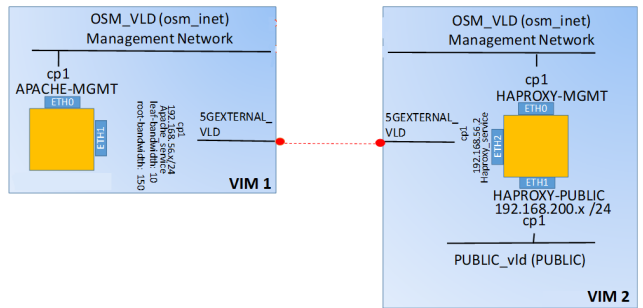 OSM_VLD (osm_inet)
Management Network
cp1
APACHE-MGMT
ETH0
ETH1
cp1
192.168.56.x/24
Apache_service
leaf-bandwidth: 10
root-bandwidth: 150
5GEXTERNAL_
VLD
VIM 1
OSM_VLD (osm_inet)
Management Network
cp1
HAPROXY-MGMT
ETH0
5GEXTERNAL_
VLD
cp1
192.168.56.2
Haproxy_service
ETH2
ETH1
HAPROXY-PUBLIC
192.168.200.x /24
cp1
PUBLIC_vld (PUBLIC)
VIM 2